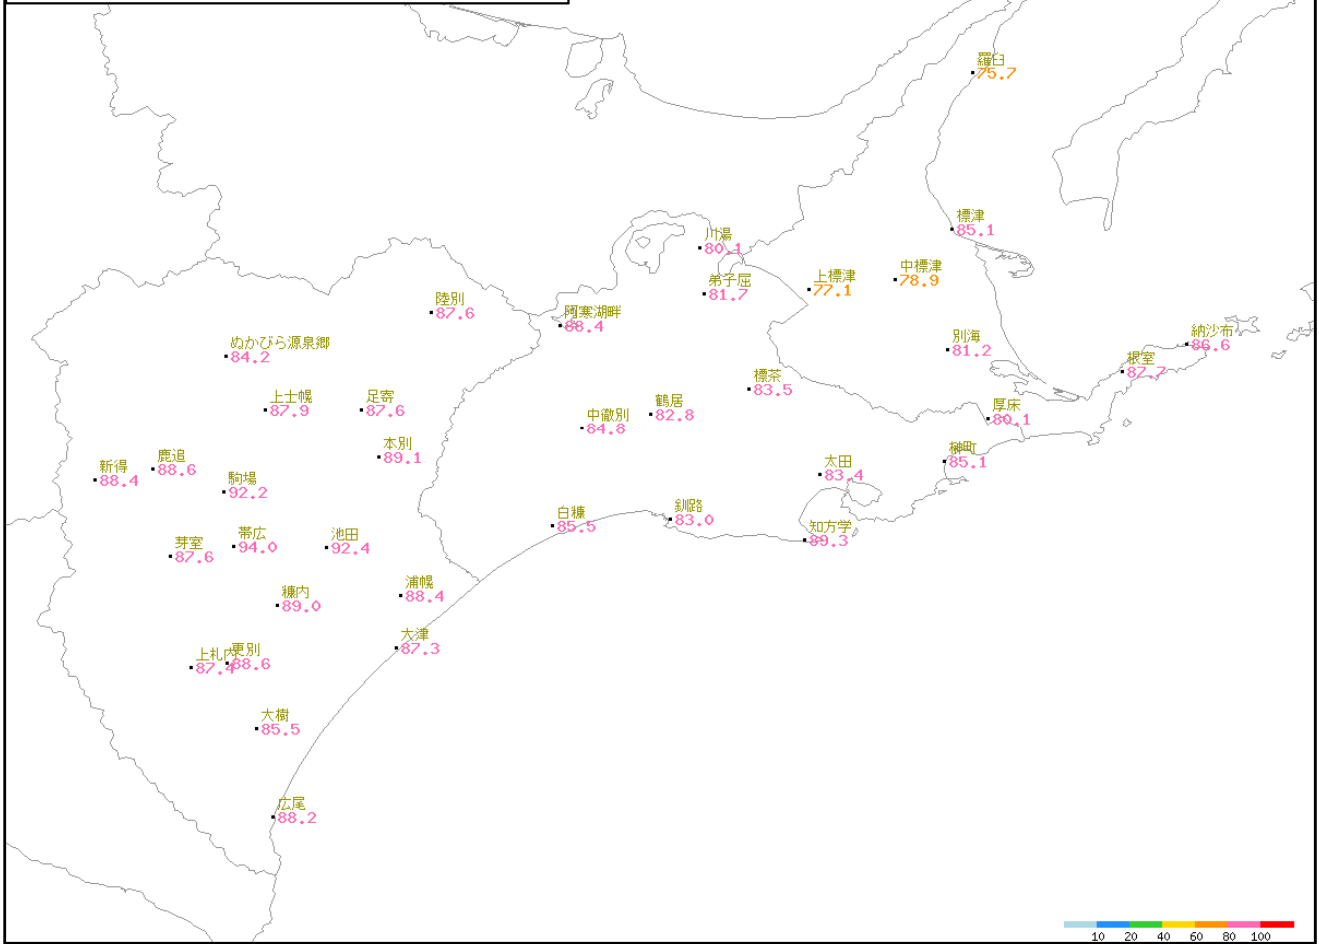 羅臼
75.7
標津
85.1
川湯
80.1
中標津
78.9
上標津
77.1
弟子屈
81.7
陸別
87.6
阿寒湖畔
88.4
納沙布
86.6
ぬかびら源泉郷
84.2
別海
81.2
根室
87.7
標茶
83.5
上士幌
87.9
足寄
87.6
鶴居
82.8
厚床
80.1
中徹別
84.8
本別
89.1
榊町
85.1
鹿追
88.6
太田
83.4
新得
88.4
駒場
92.2
釧路
83.0
白糠
85.5
知方学
89.3
帯広
94.0
池田
92.4
芽室
87.6
浦幌
88.4
糠内
89.0
大津
87.3
更別
88.6
上札内
87.4
大樹
85.5
広尾
88.2
10 20 40 60 80 100